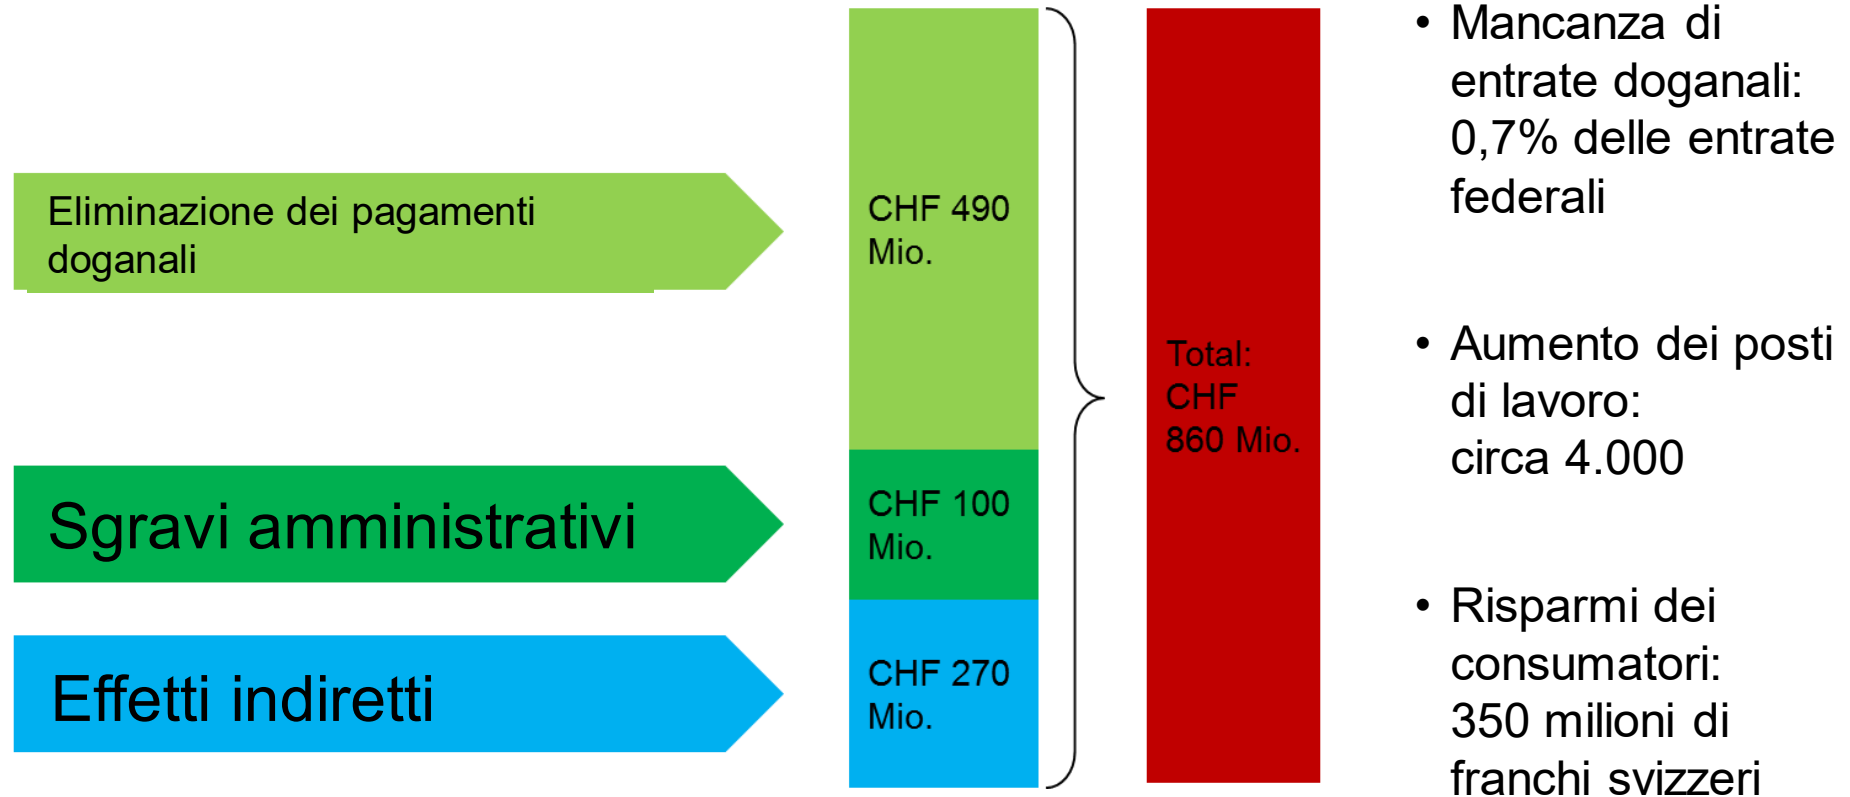 Eliminazione dei pagamenti
doganali
Sgravi amministrativi
Effetti indiretti
CHF 490
Mio.
CHF 100
Mio.
CHF 270
Mio.
Total:
CHF
860 Mio.
• Mancanza di
entrate doganali:
0,7% delle entrate
federali
• Aumento dei posti
di lavoro:
circa 4.000
• Risparmi dei
consumatori:
350 milioni di
franchi svizzeri